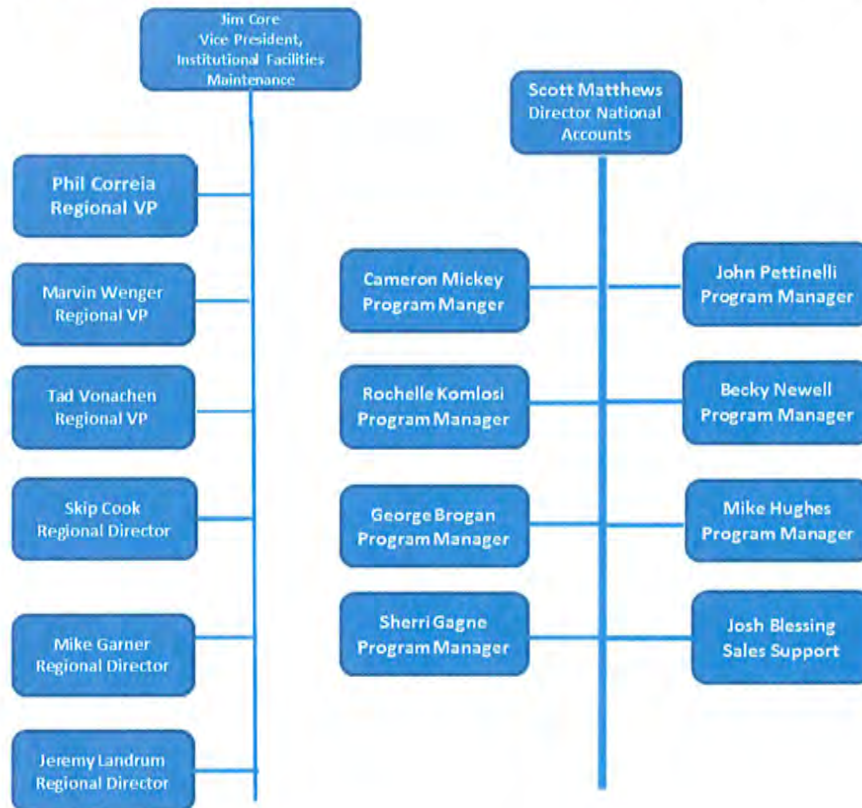 Jim Core
Vice President,
Institutional Facilities
Maintenance
Phil Correia
Regional VP
Marvin Wenger
Regional VP
Tad Vonachen
Regional VP
Skip Cook
Regional Director
Mike Garner
Regional Director
Jeremy Landrum
Regional Director
Scott Matthews
Director National
Accounts
Cameron Mickey
Program Manger
John Pettinelli
Program Manager
Rochelle Komlosi
Program Manager
Becky Newell
Program Manager
George Brogan
Program Manager
Mike Hughes
Program Manager
Sherri Gagne
Program Manager
Josh Blessing
Sales Support